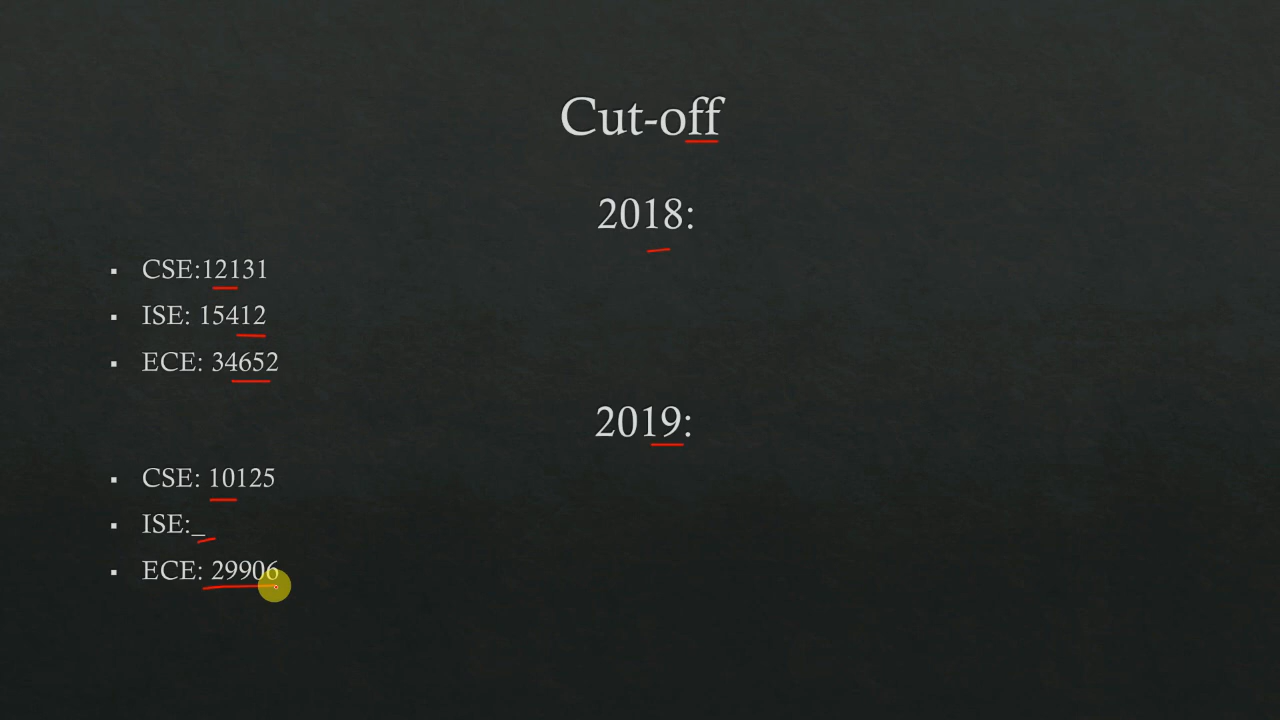 Cut-off
2018:
▪ CSE:12131
▪ ISE: 15412
▪ ECE: 34652
2019:
▪ CSE: 10125
▪ ISE:_
▪ ECE: 29906